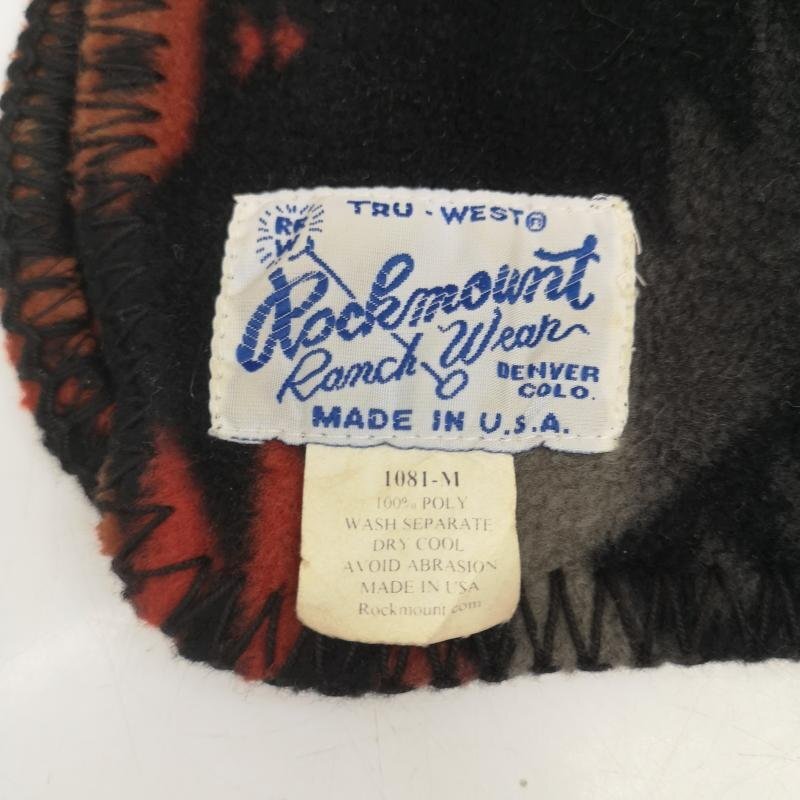 TRU-WEST®
RR
W
Rockmount
Ranch Wear
DENVER
COLO.
MADE IN U.S.A.
1081-M
100% POLY
WASH SEPARATE
DRY COOL
AVOID ABRASION
MADE IN USA
Rockmount.com